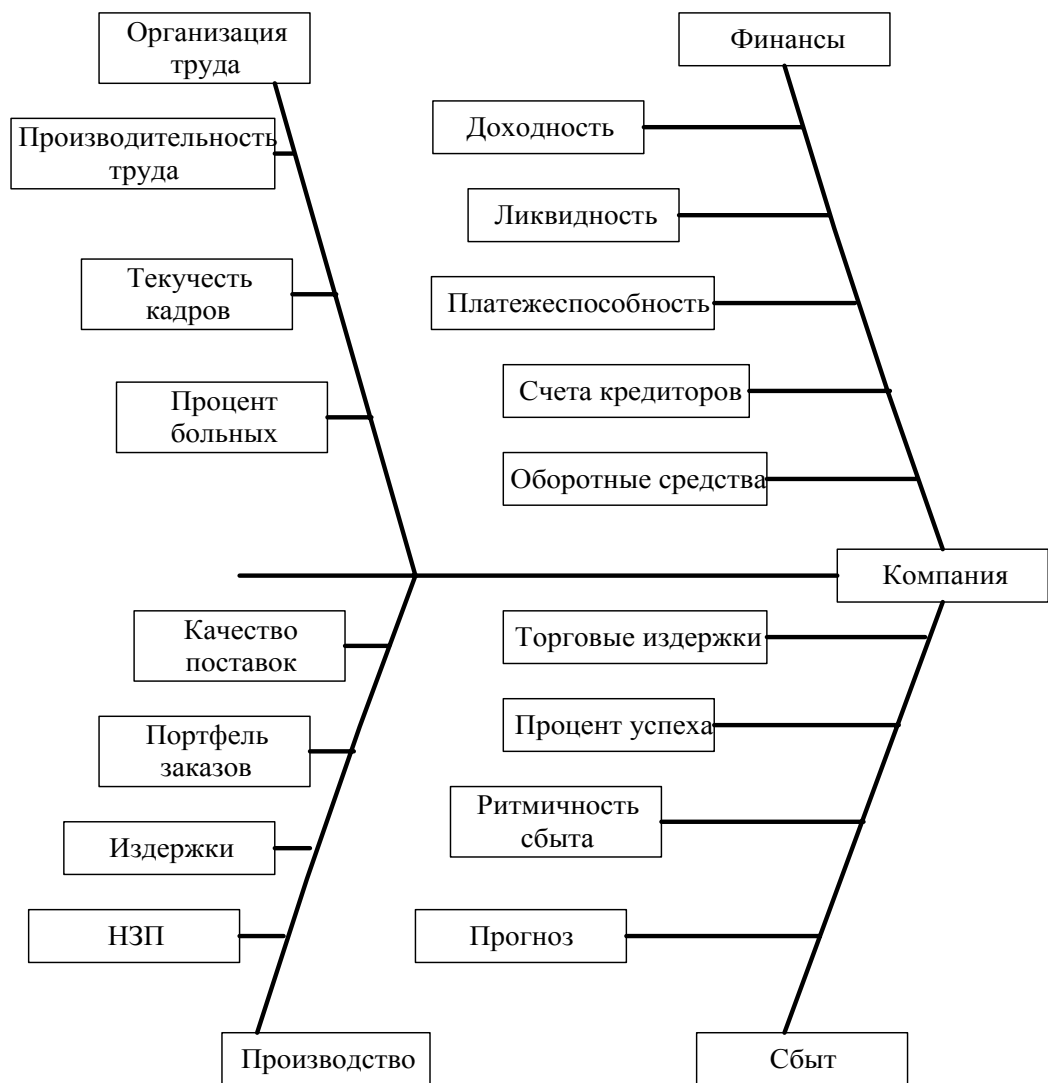 Организация
труда
Финансы
Производительность
труда
Доходность
Ликвидность
Текучесть
кадров
Платежеспособность
Процент
больных
Счета кредиторов
Оборотные средства
Компания
Качество
поставок
Торговые издержки
Портфель
заказов
Процент успеха
Издержки
Ритмичность
сбыта
НЗП
Прогноз
Производство
Сбыт